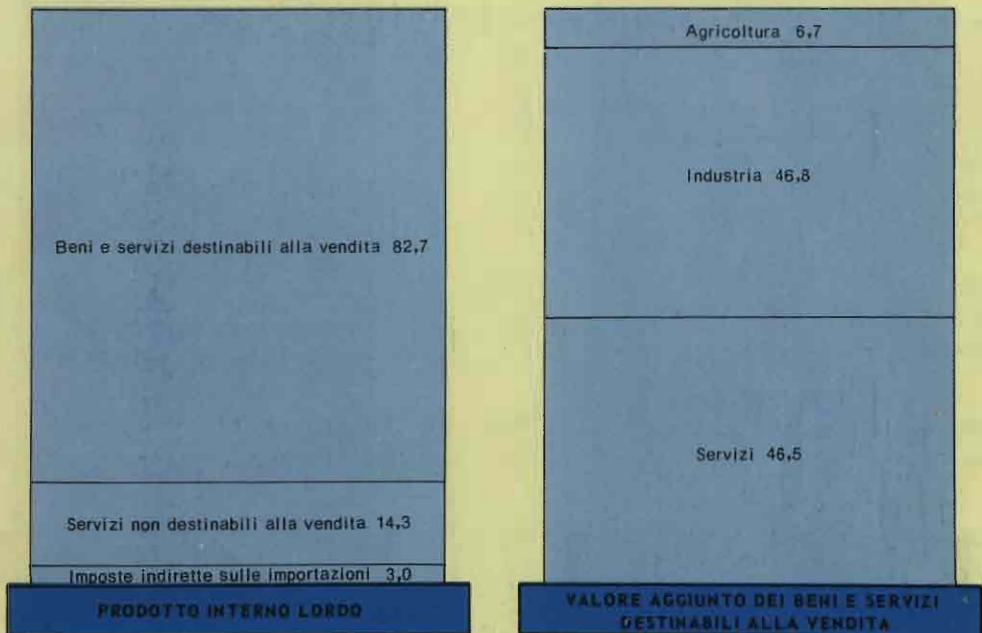 Beni e servizi destinabili alla vendita 82,7
Servizi non destinabili alla vendita 14,3
Imposte indirette sulle importazioni 3,0
PRODOTTO INTERNO LORDO
Agricoltura 6,7
Industria 46,8
Servizi 46,5
VALORE AGGIUNTO DEI BENI E SERVIZI
DESTINABILI ALLA VENDITA